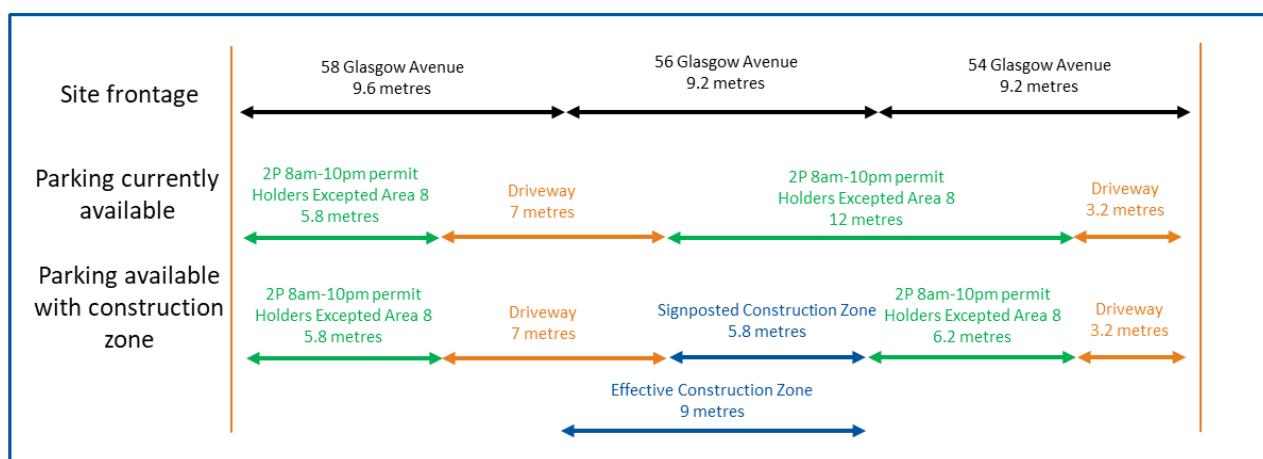 Site frontage
58 Glasgow Avenue
9.6 metres
56 Glasgow Avenue
9.2 metres
54 Glasgow Avenue
9.2 metres
Parking currently
available
2P 8am-10pm permit
Holders Excepted Area 8
5.8 metres
Driveway
7 metres
2P 8am-10pm permit
Holders Excepted Area 8
12 metres
Driveway
3.2 metres
Parking available
with construction
zone
2P 8am-10pm permit
Holders Excepted Area 8
5.8 metres
Driveway
7 metres
Signposted Construction Zone
5.8 metres
2P 8am-10pm permit
Holders Excepted Area 8
6.2 metres
Driveway
3.2 metres
Effective Construction Zone
9 metres